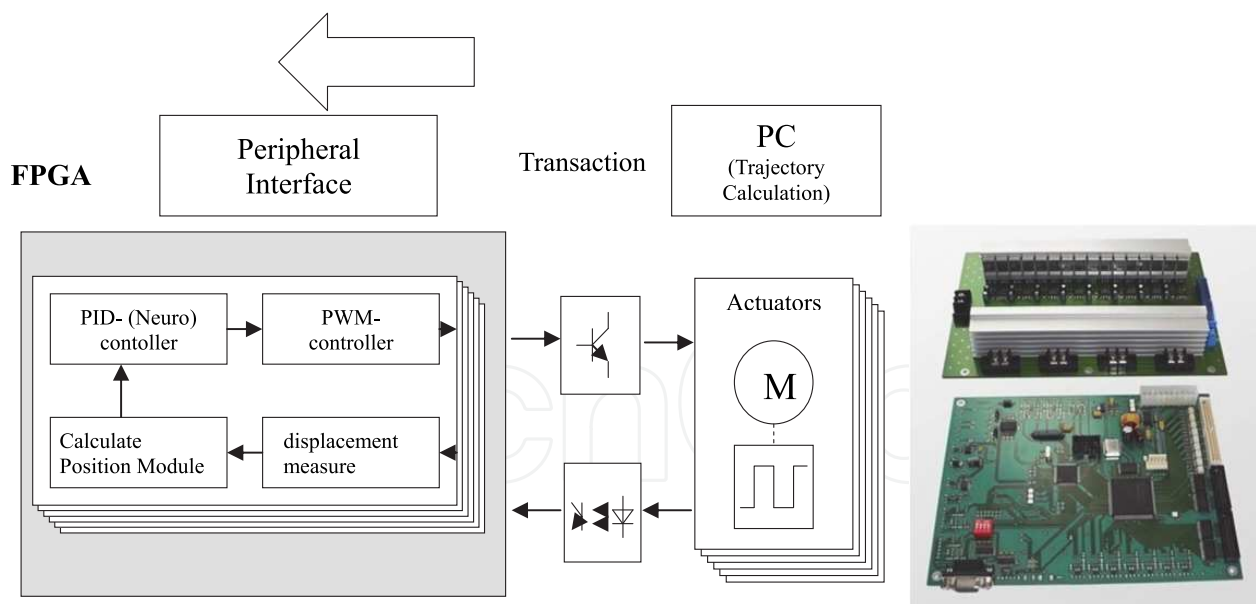 FPGA
Peripheral
Interface
Transaction
PC
(Trajectory
Calculation)
PID- (Neuro)
contoller
PWM-
controller
Calculate
Position Module
displacement
measure
Actuators
M